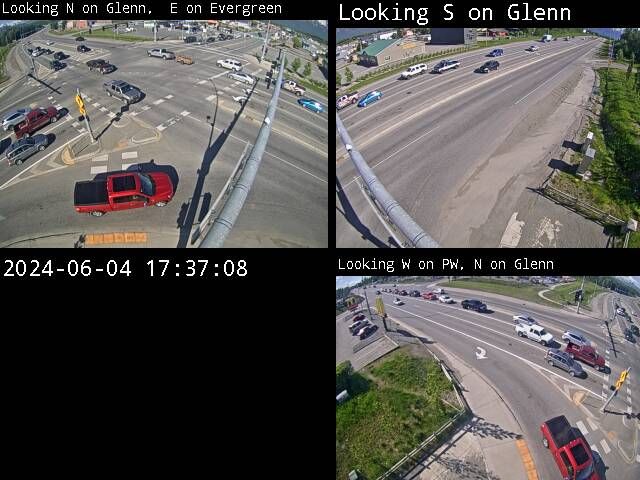 Looking N on Glenn, E on Evergreen
Looking S on Glenn
2024-06-04 17:37:08
Looking W on PW, N on Glenn